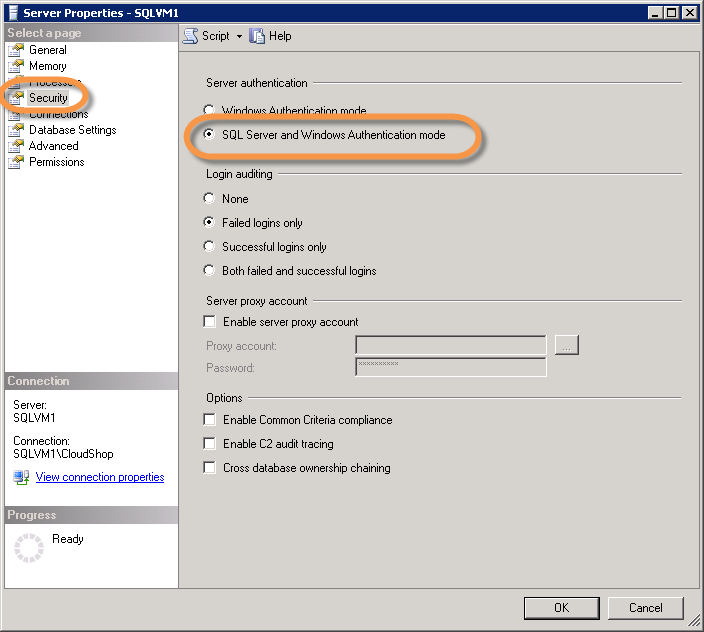 Server Properties - SQLVM1
Select a page
General
Memory
Processors
Security
Connections
Database Settings
Advanced
Permissions
Script Help
Server authentication
Windows Authentication mode
SQL Server and Windows Authentication mode
Login auditing
None
Failed logins only
Successful logins only
Both failed and successful logins
Server proxy account
Enable server proxy account
Proxy account:
...
Password:
**********
Options
Enable Common Criteria compliance
Enable C2 audit tracing
Cross database ownership chaining
Connection
Server:
SQLVM1
Connection:
SQLVM1\CloudShop
View connection properties
Progress
Ready
OK Cancel